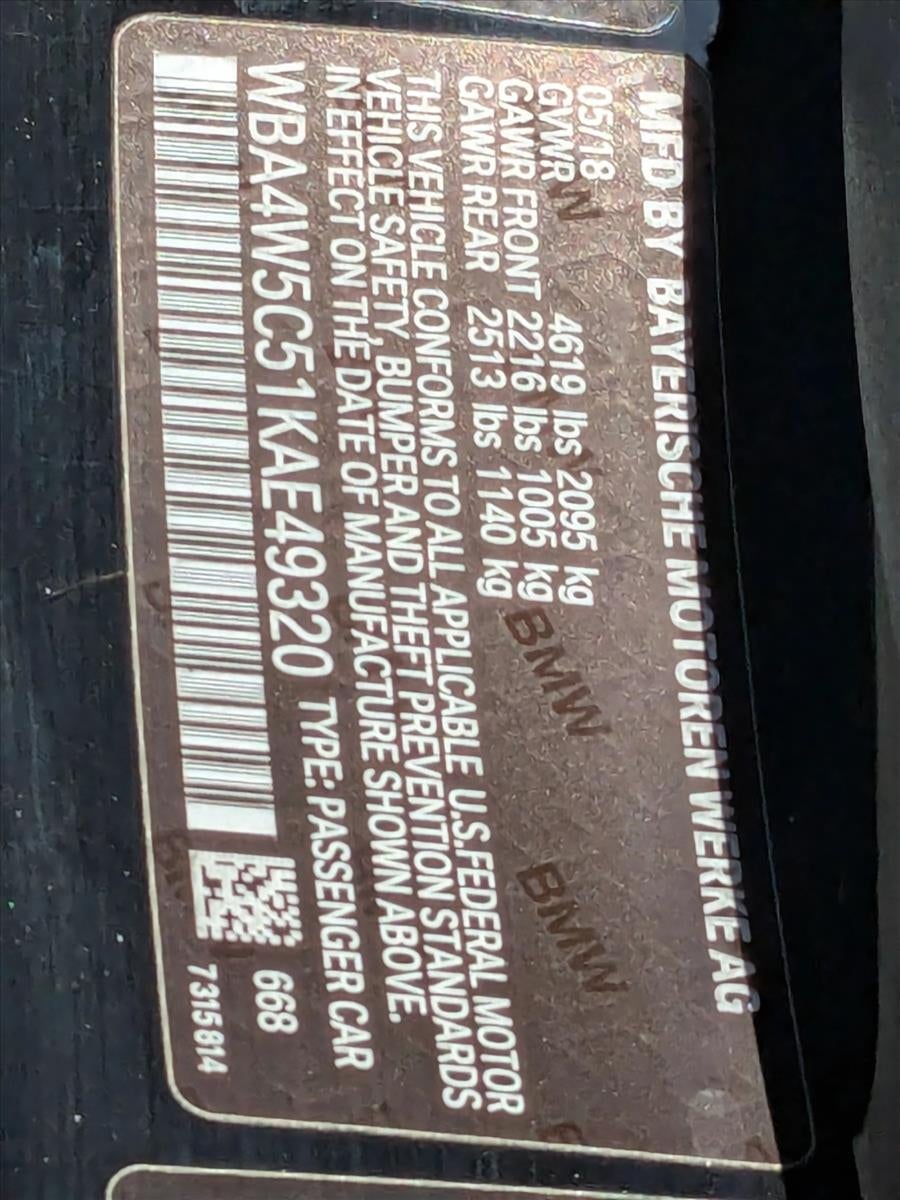 MFD BY BAYERISCHE MOTOREN WERKE AG
05/18
GVWR 4619 lbs 2095 kg
GAWR FRONT 2216 lbs 1005 kg
GAWR REAR 2513 lbs 1140 kg
BMW BMW
THIS VEHICLE CONFORMS TO ALL APPLICABLE U.S.FEDERAL MOTOR
VEHICLE SAFETY, BUMPER AND THEFT PREVENTION STANDARDS
IN EFFECT ON THE DATE OF MANUFACTURE SHOWN ABOVE.
WBA4W5C51KAE49320 TYPE: PASSENGER CAR
668
7315814